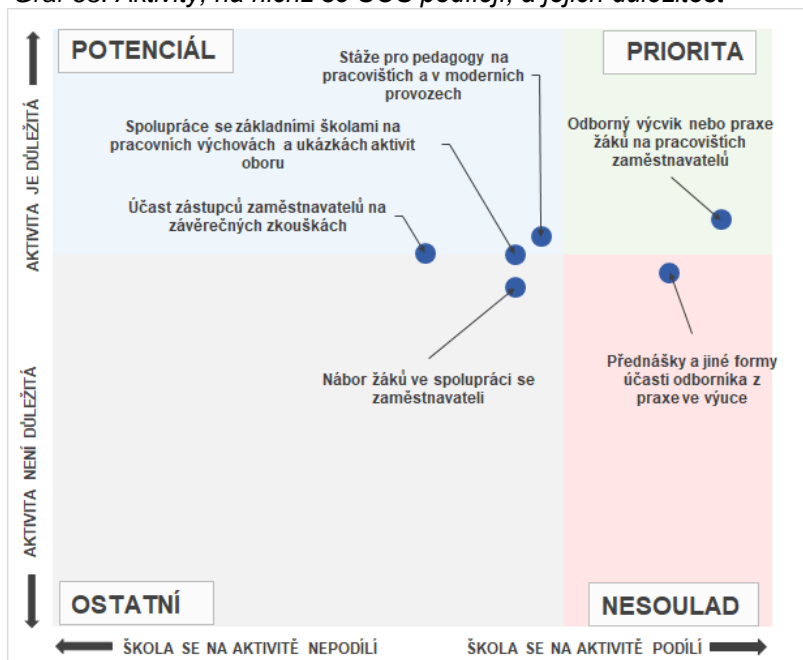 POTENCIÁL
Stáže pro pedagogy na
pracovištích a v moderních
provozech
PRIORITA
Spolupráce se základními školami na
pracovních výchovách a ukázkách aktivit
oboru
Odborný výcvik nebo praxe
žáků na pracovištích
zaměstnavatelů
Účast zástupců zaměstnavatelů na
závěrečných zkouškách
AKTIVITA JE DŮLEŽITÁ
Nábor žáků ve spolupráci se
zaměstnavateli
Přednášky a jiné formy
účasti odborníka z
praxe ve výuce
AKTIVITA NENÍ DŮLEŽITÁ
OSTATNÍ
NESOULAD
ŠKOLA SE NA AKTIVITĚ NEPODÍLÍ
ŠKOLA SE NA AKTIVITĚ PODÍLÍ